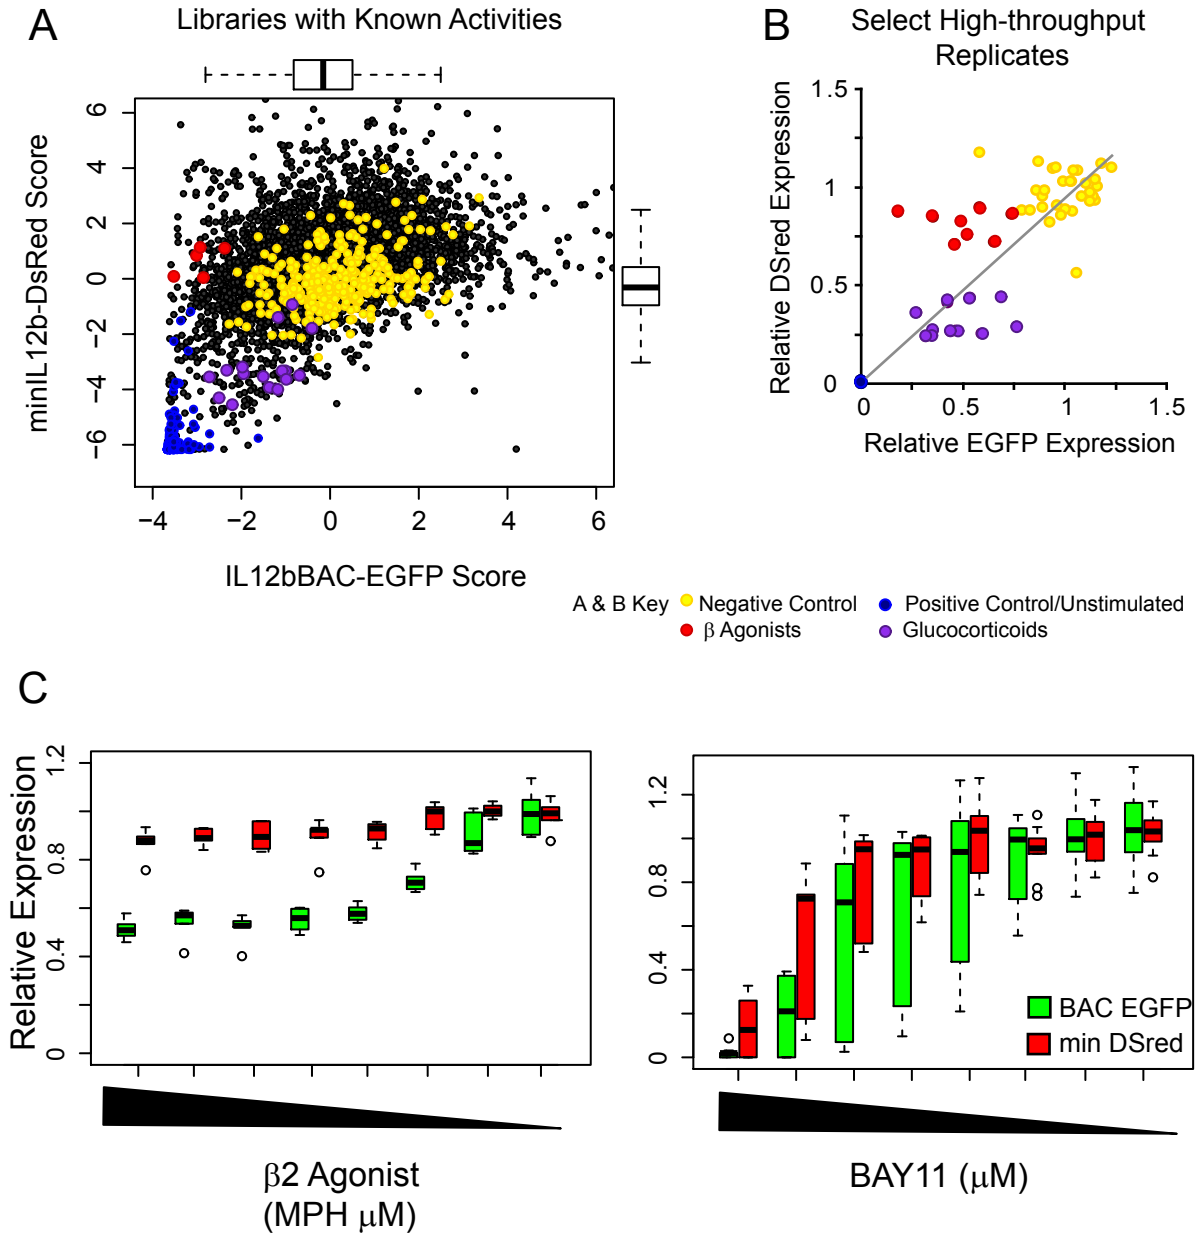 A
Libraries with Known Activities
minIL12b-DsRed Score
6
4
2
0
−2
−4
−6
−4
−2
0
2
4
6
IL12bBAC-EGFP Score
B
Select High-throughput
Replicates
Relative DSred Expression
1.5
1
0.5
0
0
0.5
1
1.5
Relative EGFP Expression
A & B Key
Negative Control
Positive Control/Unstimulated
β Agonists
Glucocorticoids
C
Relative Expression
1.2
0.8
0.4
0
β2 Agonist
(MPH μM)
1.2
0.8
0.4
0
BAC EGFP
min DSred
BAY11 (μM)